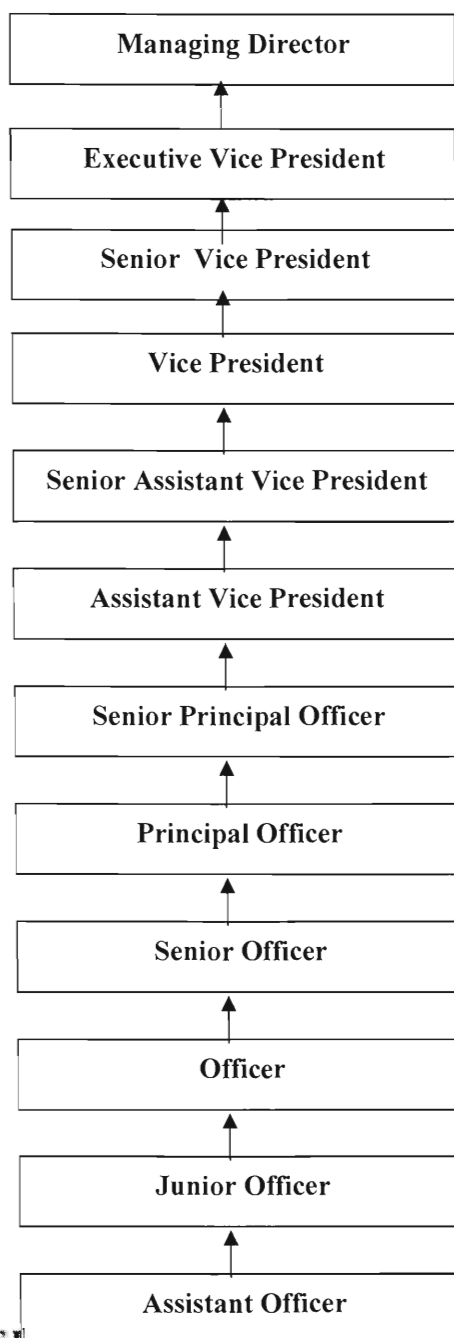 Managing Director
Executive Vice President
Senior Vice President
Vice President
Senior Assistant Vice President
Assistant Vice President
Senior Principal Officer
Principal Officer
Senior Officer
Officer
Junior Officer
Assistant Officer